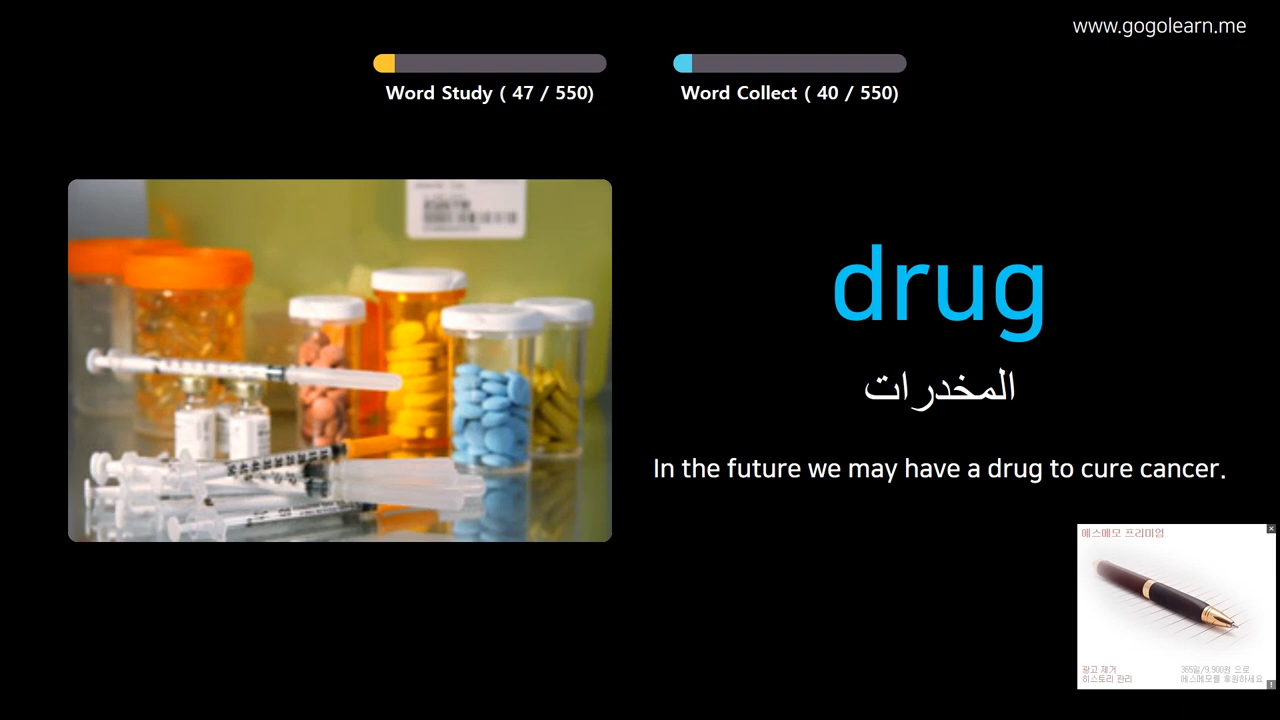 www.gogolearn.me
Word Study ( 47 / 550)
Word Collect ( 40 / 550)
drug
المخدرات
In the future we may have a drug to cure cancer.
에스메모 프리미엄
광고 제거
히스토리 관리
365일/9,900원 으로
에스메모를 후원하세요